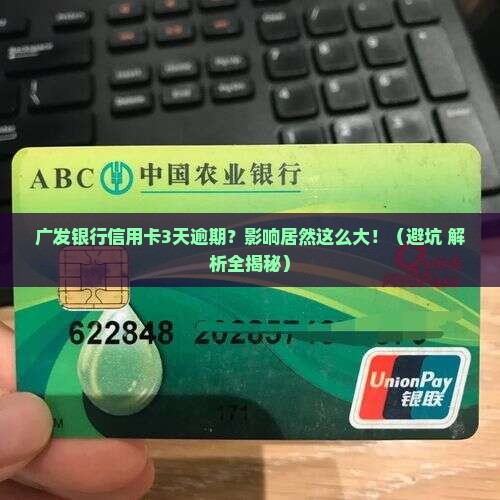 ABC 中国农业银行
广发银行信用卡3天逾期？影响居然这么大！（避坑 解
析全揭秘）
622848
171
UnionPay
银联